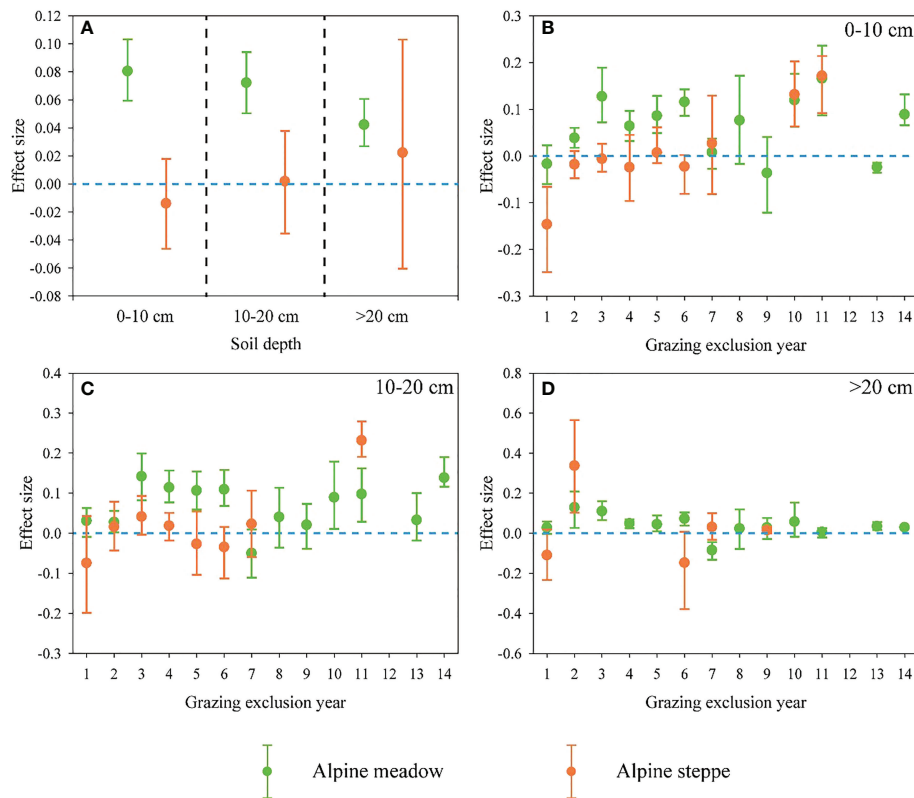 A
Effect size
0.12
0.10
0.08
0.06
0.04
0.02
0.00
-0.02
-0.04
-0.06
-0.08
0-10 cm 10-20 cm >20 cm
Soil depth
B
0-10 cm
Effect size
0.3
0.2
0.1
0.0
-0.1
-0.2
-0.3
1 2 3 4 5 6 7 8 9 10 11 12 13 14
Grazing exclusion year
C
10-20 cm
Effect size
0.4
0.3
0.2
0.1
0.0
-0.1
-0.2
-0.3
1 2 3 4 5 6 7 8 9 10 11 12 13 14
Grazing exclusion year
D
>20 cm
Effect size
0.8
0.6
0.4
0.2
0.0
-0.2
-0.4
-0.6
1 2 3 4 5 6 7 8 9 10 11 12 13 14
Grazing exclusion year
Alpine meadow
Alpine steppe